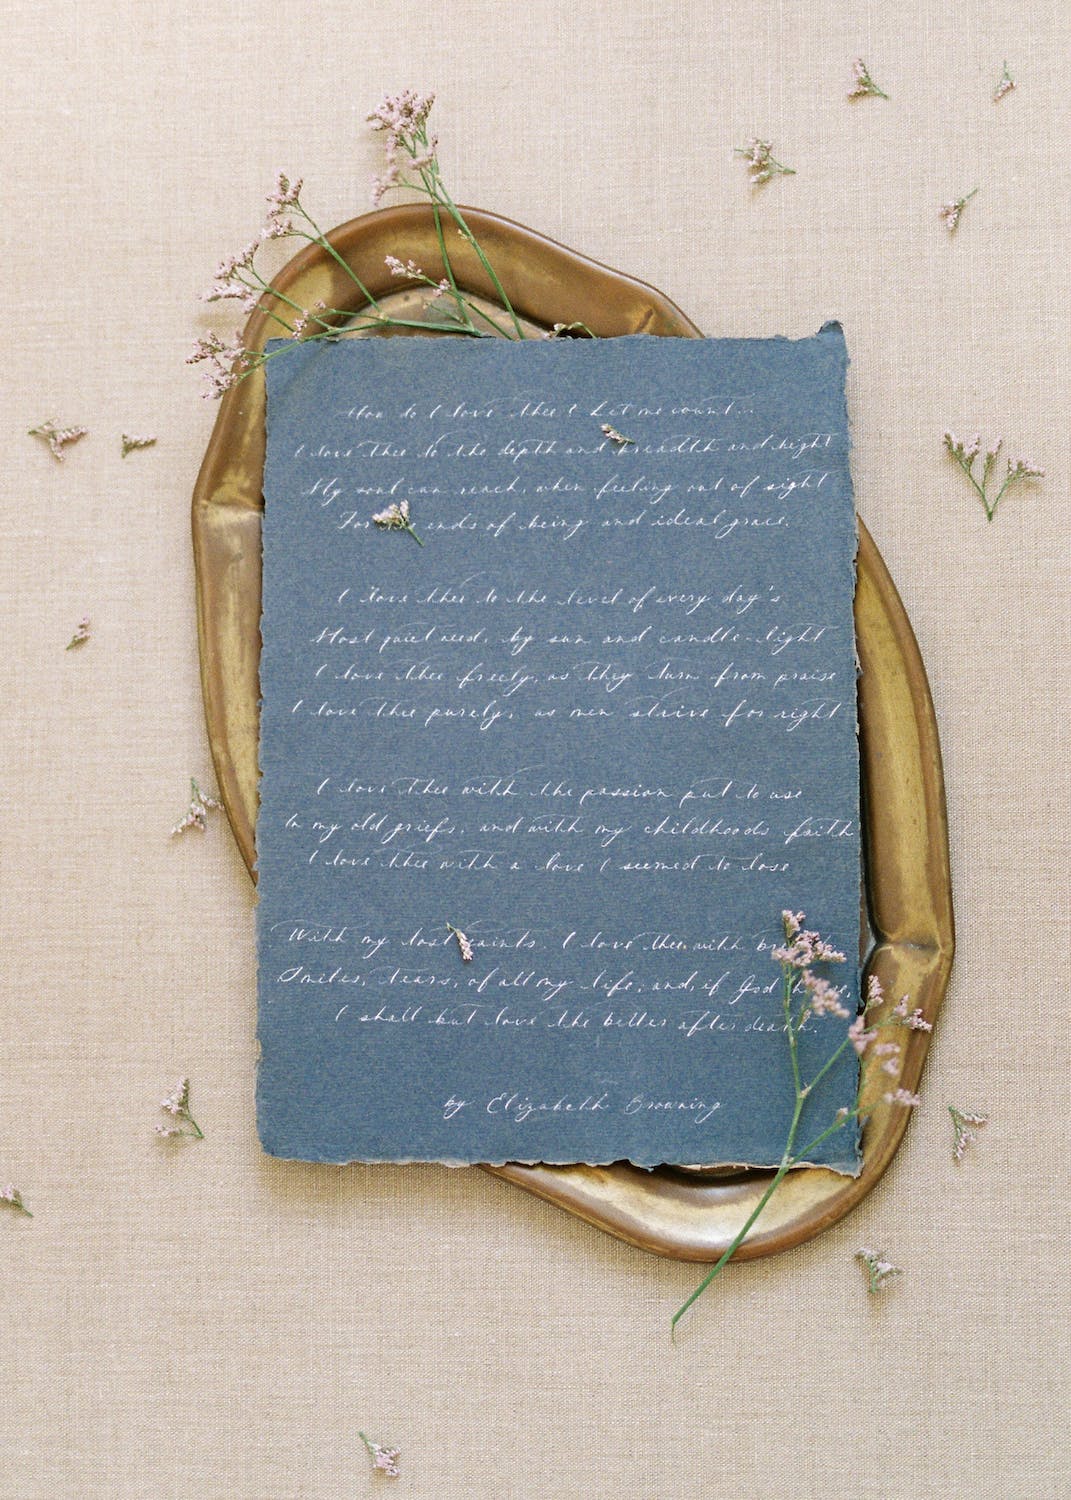 How do I love thee? Let me count...
I love thee to the depth and breadth and hight
My soul can reach, when feeling out of sight
For ends of being and ideal grace.
I love thee to the level of every day's
Most quiet need, by sun and candle-light
I love thee freely, as they turn from praise
I love thee purely, as men strive for right
I love thee with the passion put to use
In my old griefs, and with my childhoods faith
I love thee with a love I seemed to lose
With my lost saints. I love thee with
Smiles, tears, of all my life; and, if God
I shall but love thee better after death.
by Elizabeth Browning